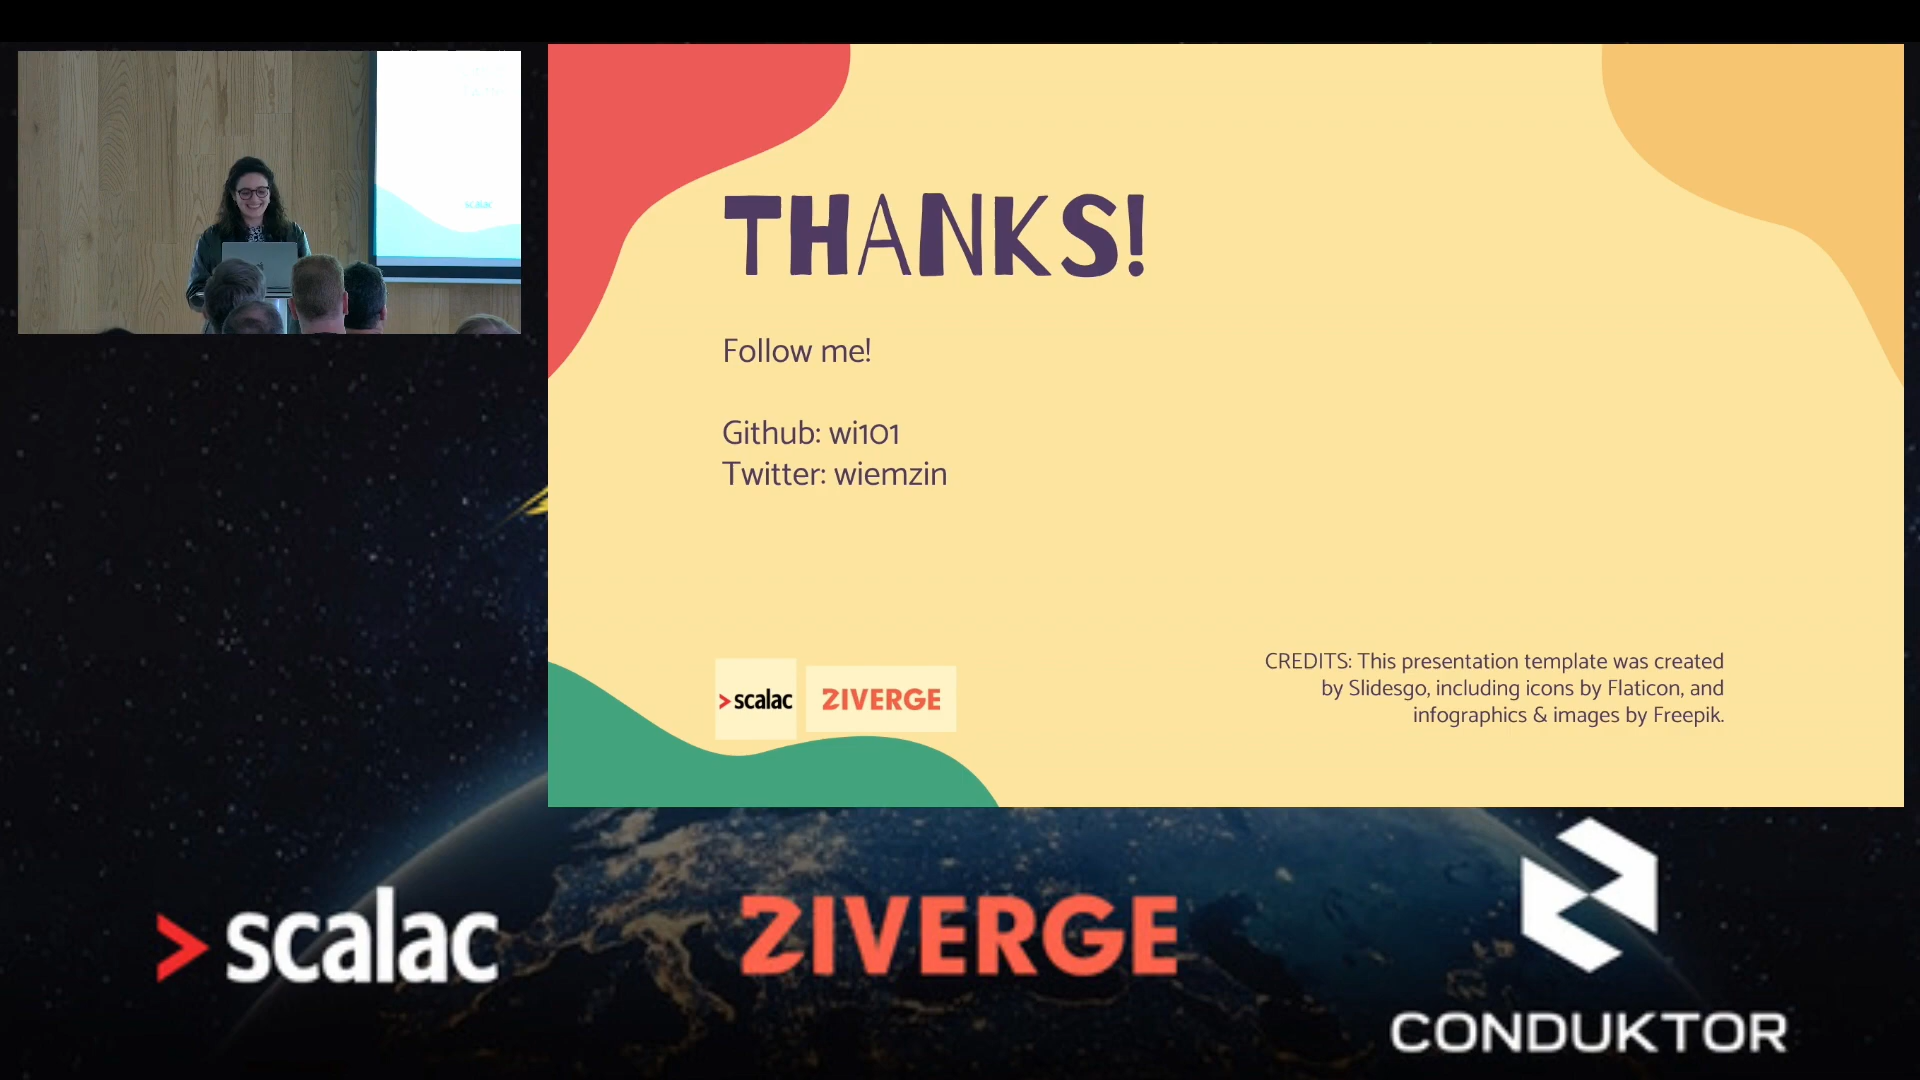 THANKS!
Follow me!
Github: wi101
Twitter: wiemzin
CREDITS: This presentation template was created
by Slidesgo, including icons by Flaticon, and
infographics & images by Freepik.
>scalac
ZIVERGE
>scalac
ZIVERGE
CONDUKTOR